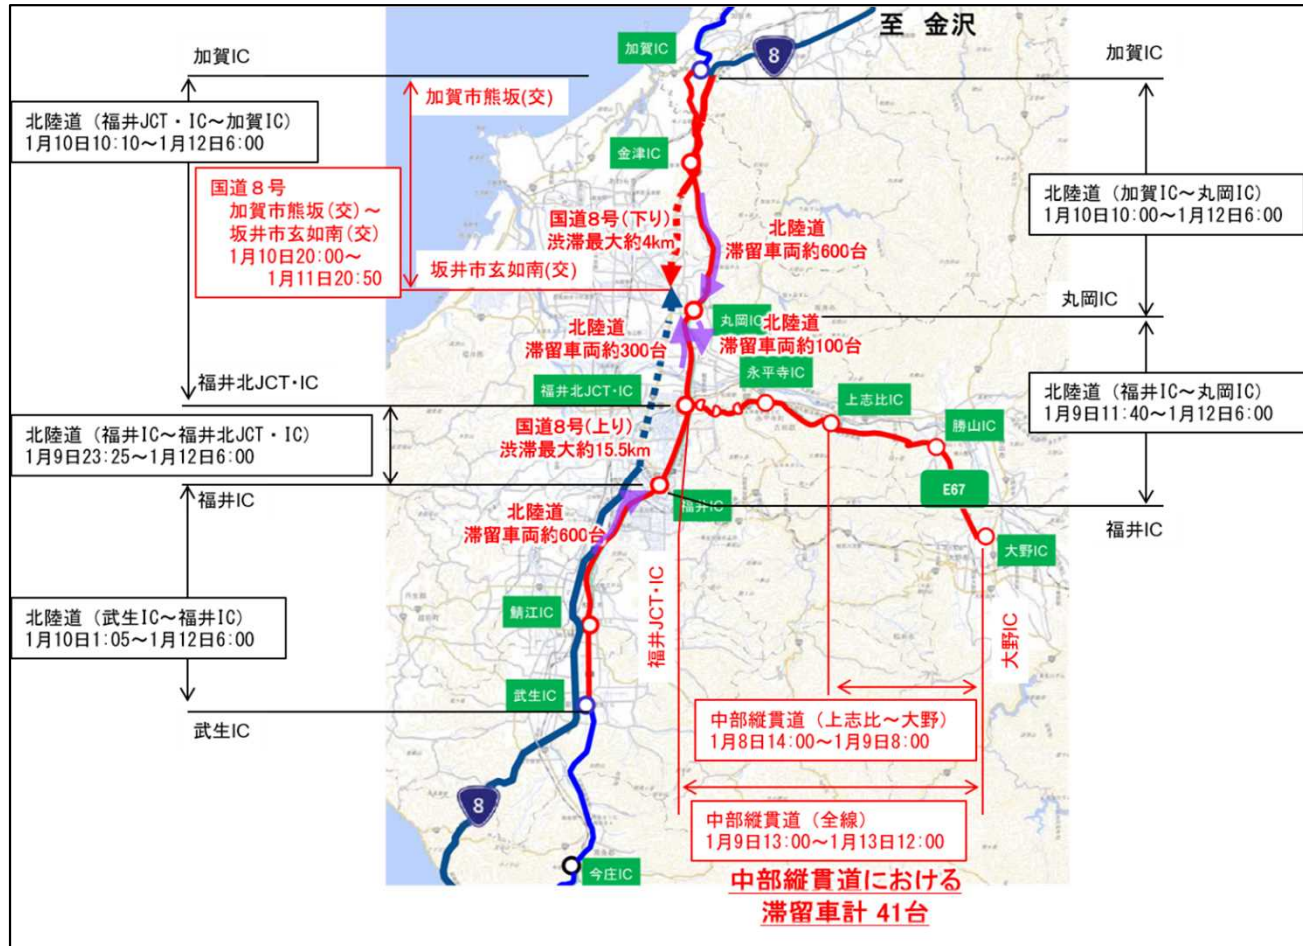 至 金沢
加賀IC
8
加賀IC
加賀IC
加賀市熊坂(交)
北陸道（福井JCT・IC～加賀IC）
1月10日10:10～1月12日6:00
金津IC
国道８号
加賀市熊坂(交)～
坂井市玄如南(交)
1月10日20:00～
1月11日20:50
北陸道（加賀IC～丸岡IC）
1月10日10:00～1月12日6:00
国道8号(下り)
渋滞最大約4km
北陸道
滞留車両約600台
坂井市玄如南(交)
丸岡IC
丸岡IC
北陸道
滞留車両約300台
北陸道
滞留車両約100台
福井北JCT・IC
福井北JCT・IC
永平寺IC
上志比IC
勝山IC
北陸道（福井IC～丸岡IC）
1月9日11:40～1月12日6:00
北陸道（福井IC～福井北JCT・IC）
1月9日23:25～1月12日6:00
国道8号(上り)
渋滞最大約15.5km
E67
福井IC
福井IC
福井IC
北陸道
滞留車両約600台
大野IC
北陸道（武生IC～福井IC）
1月10日1:05～1月12日6:00
鯖江IC
福井JCT・IC
大野IC
武生IC
武生IC
中部縦貫道（上志比～大野）
1月8日14:00～1月9日8:00
8
中部縦貫道（全線）
1月9日13:00～1月13日12:00
今庄IC
中部縦貫道における
滞留車計 41台